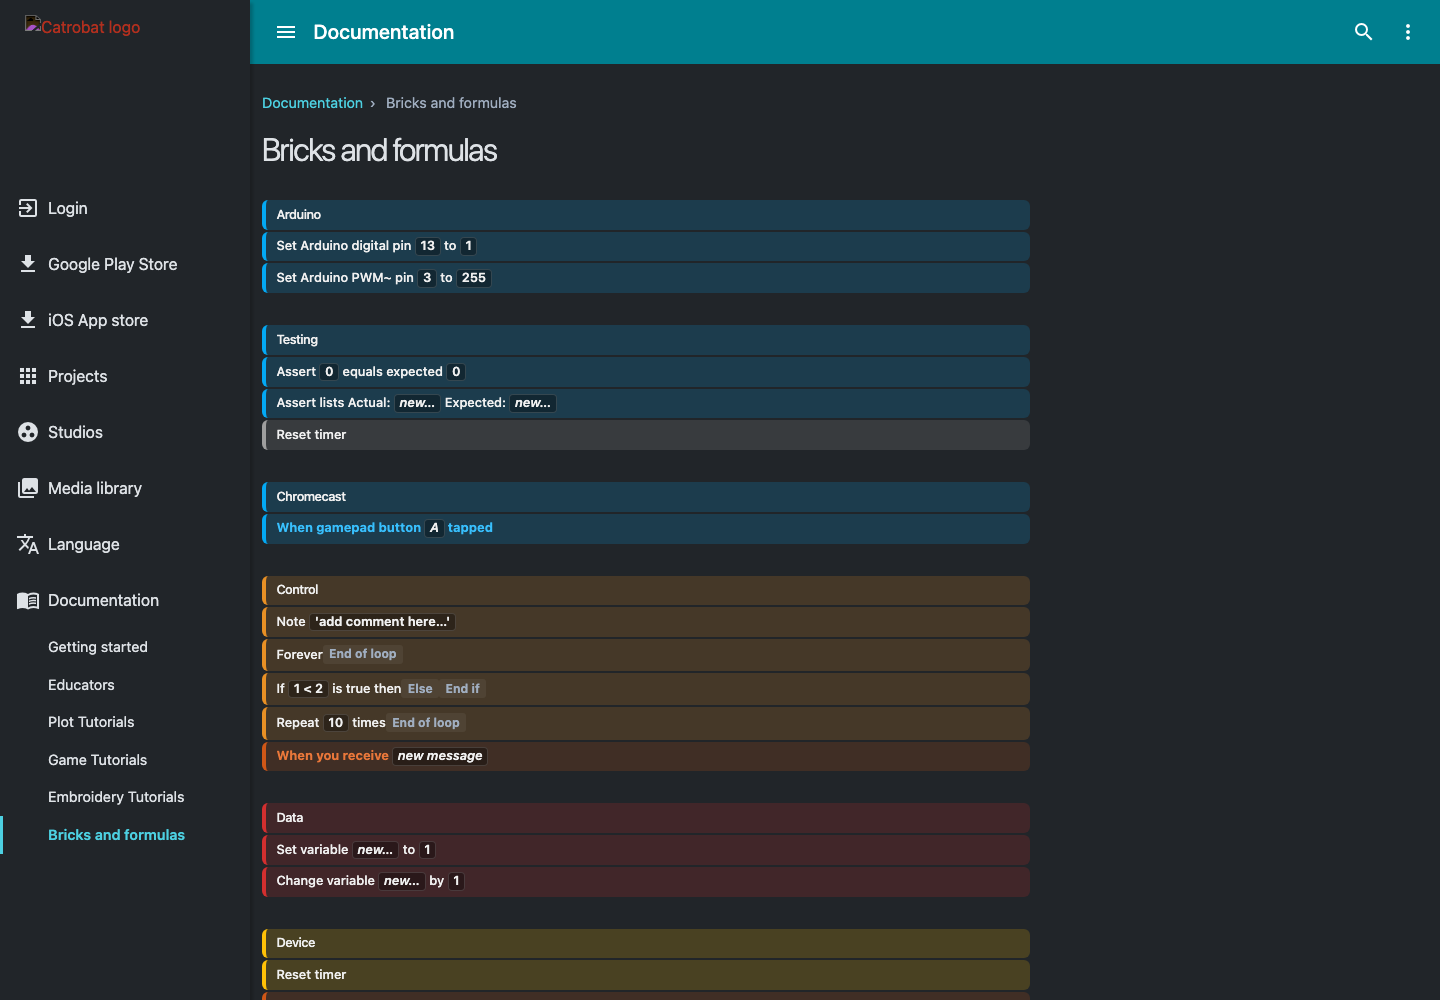 Catrobat logo
Documentation
Documentation › Bricks and formulas
Bricks and formulas
Login
Google Play Store
iOS App store
Projects
Studios
Media library
Language
Documentation
Getting started
Educators
Plot Tutorials
Game Tutorials
Embroidery Tutorials
Bricks and formulas
Arduino
Set Arduino digital pin 13 to 1
Set Arduino PWM~ pin 3 to 255
Testing
Assert 0 equals expected 0
Assert lists Actual: new... Expected: new...
Reset timer
Chromecast
When gamepad button A tapped
Control
Note 'add comment here...'
Forever End of loop
If 1 < 2 is true then Else End if
Repeat 10 times End of loop
When you receive new message
Data
Set variable new... to 1
Change variable new... by 1
Device
Reset timer